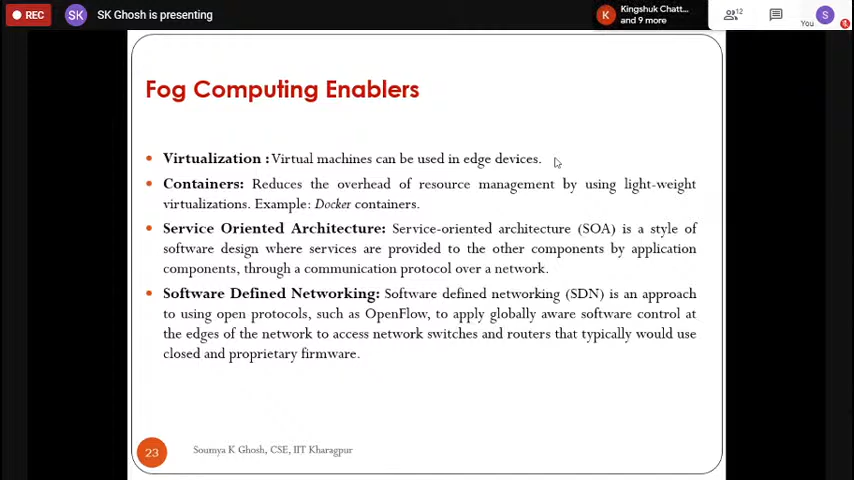 REC
SK
SK Ghosh is presenting
K
Kingshuk Chatt...
and 9 more
12
You
S
Fog Computing Enablers
• Virtualization : Virtual machines can be used in edge devices.
• Containers: Reduces the overhead of resource management by using light-weight
virtualizations. Example: Docker containers.
• Service Oriented Architecture: Service-oriented architecture (SOA) is a style of
software design where services are provided to the other components by application
components, through a communication protocol over a network.
• Software Defined Networking: Software defined networking (SDN) is an approach
to using open protocols, such as OpenFlow, to apply globally aware software control at
the edges of the network to access network switches and routers that typically would use
closed and proprietary firmware.
23
Soumya K Ghosh, CSE, IIT Kharagpur